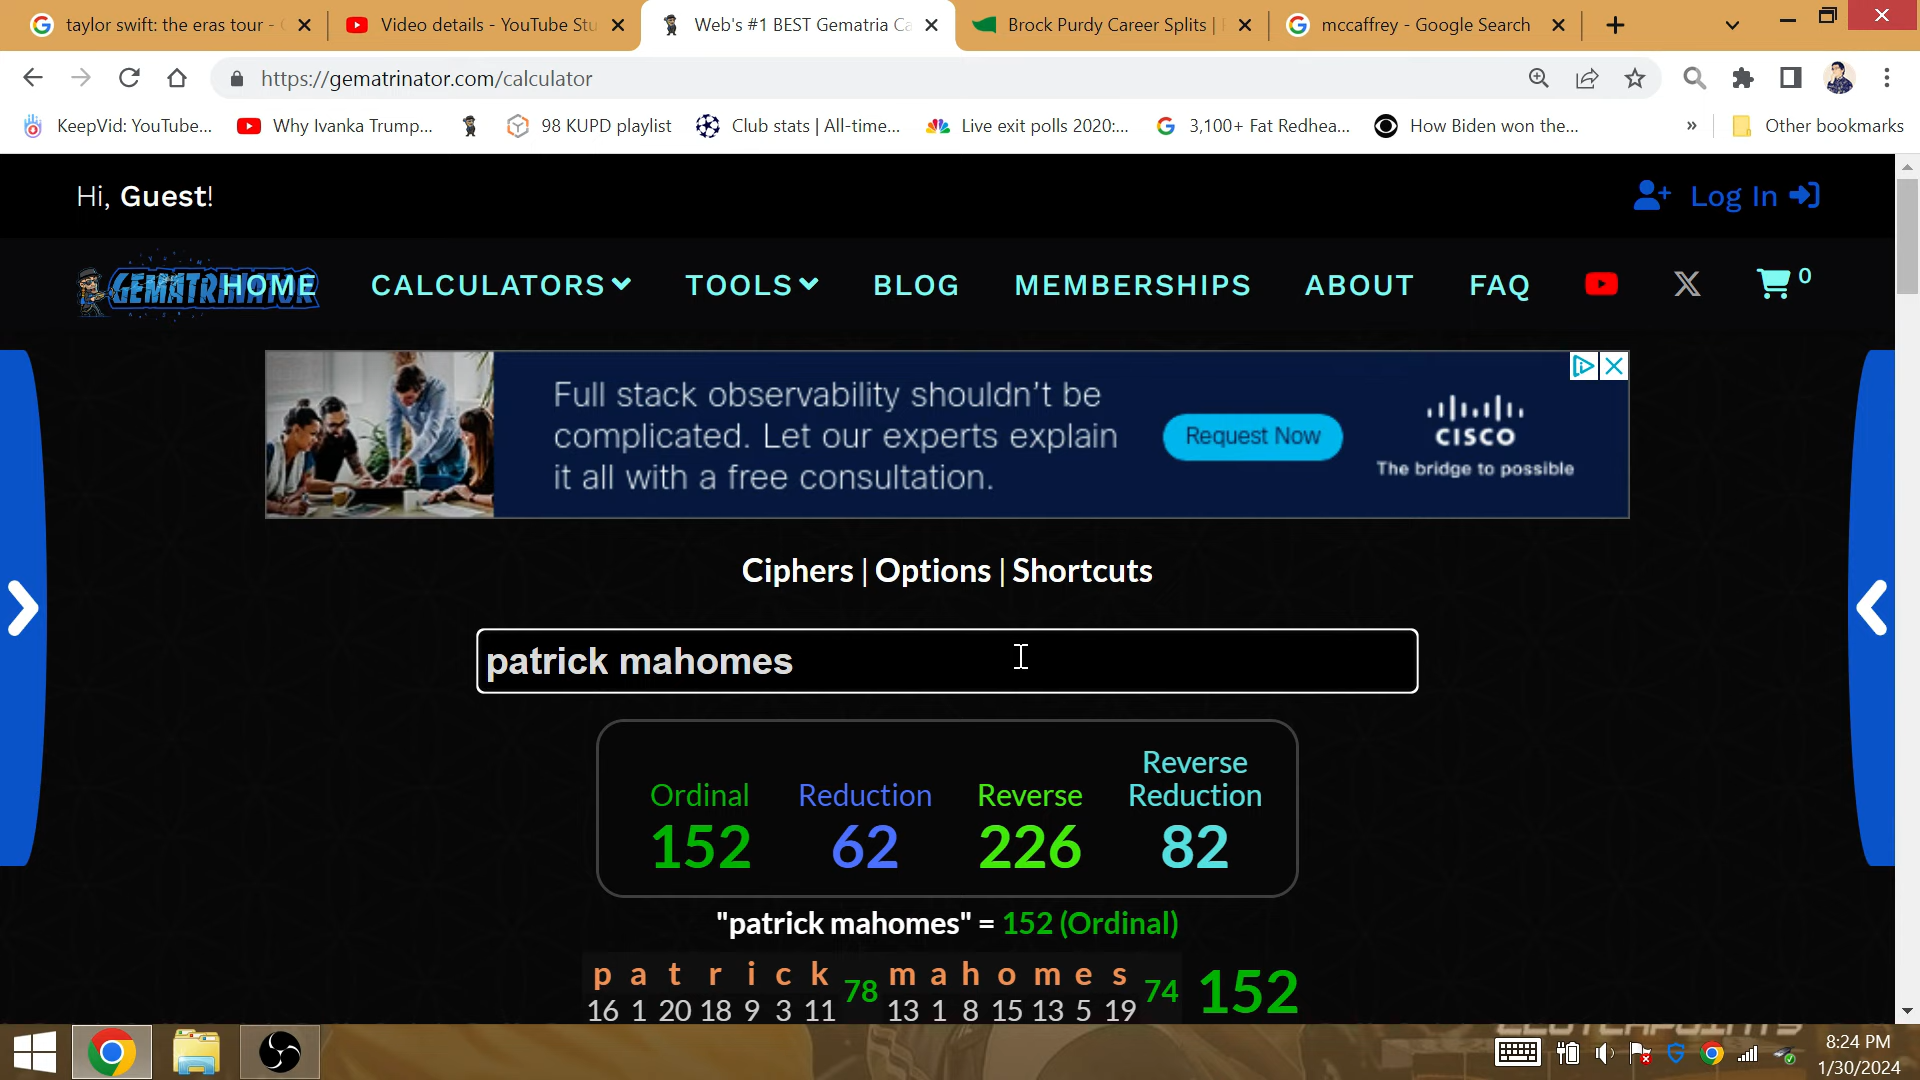 taylor swift: the eras tour -
Video details - YouTube Stu
Web's #1 BEST Gematria Ca
Brock Purdy Career Splits |
mccaffrey - Google Search
https://gematrinator.com/calculator
KeepVid: YouTube...
Why Ivanka Trump...
98 KUPD playlist
Club stats | All-time...
Live exit polls 2020:...
3,100+ Fat Redhea...
How Biden won the...
»
Other bookmarks
Hi, Guest!
Log In
GEMATRINATOR
HOME
CALCULATORS
TOOLS
BLOG
MEMBERSHIPS
ABOUT
FAQ
0
Full stack observability shouldn't be
complicated. Let our experts explain
it all with a free consultation.
Request Now
CISCO
The bridge to possible
Ciphers | Options | Shortcuts
patrick mahomes
Ordinal
152
Reduction
62
Reverse
226
Reverse
Reduction
82
"patrick mahomes" = 152 (Ordinal)
p a t r i c k 78 m a h o m e s 74 152
16 1 20 18 9 3 11 13 1 8 15 13 5 19
CLUTCHPOINTS
8:24 PM
1/30/2024